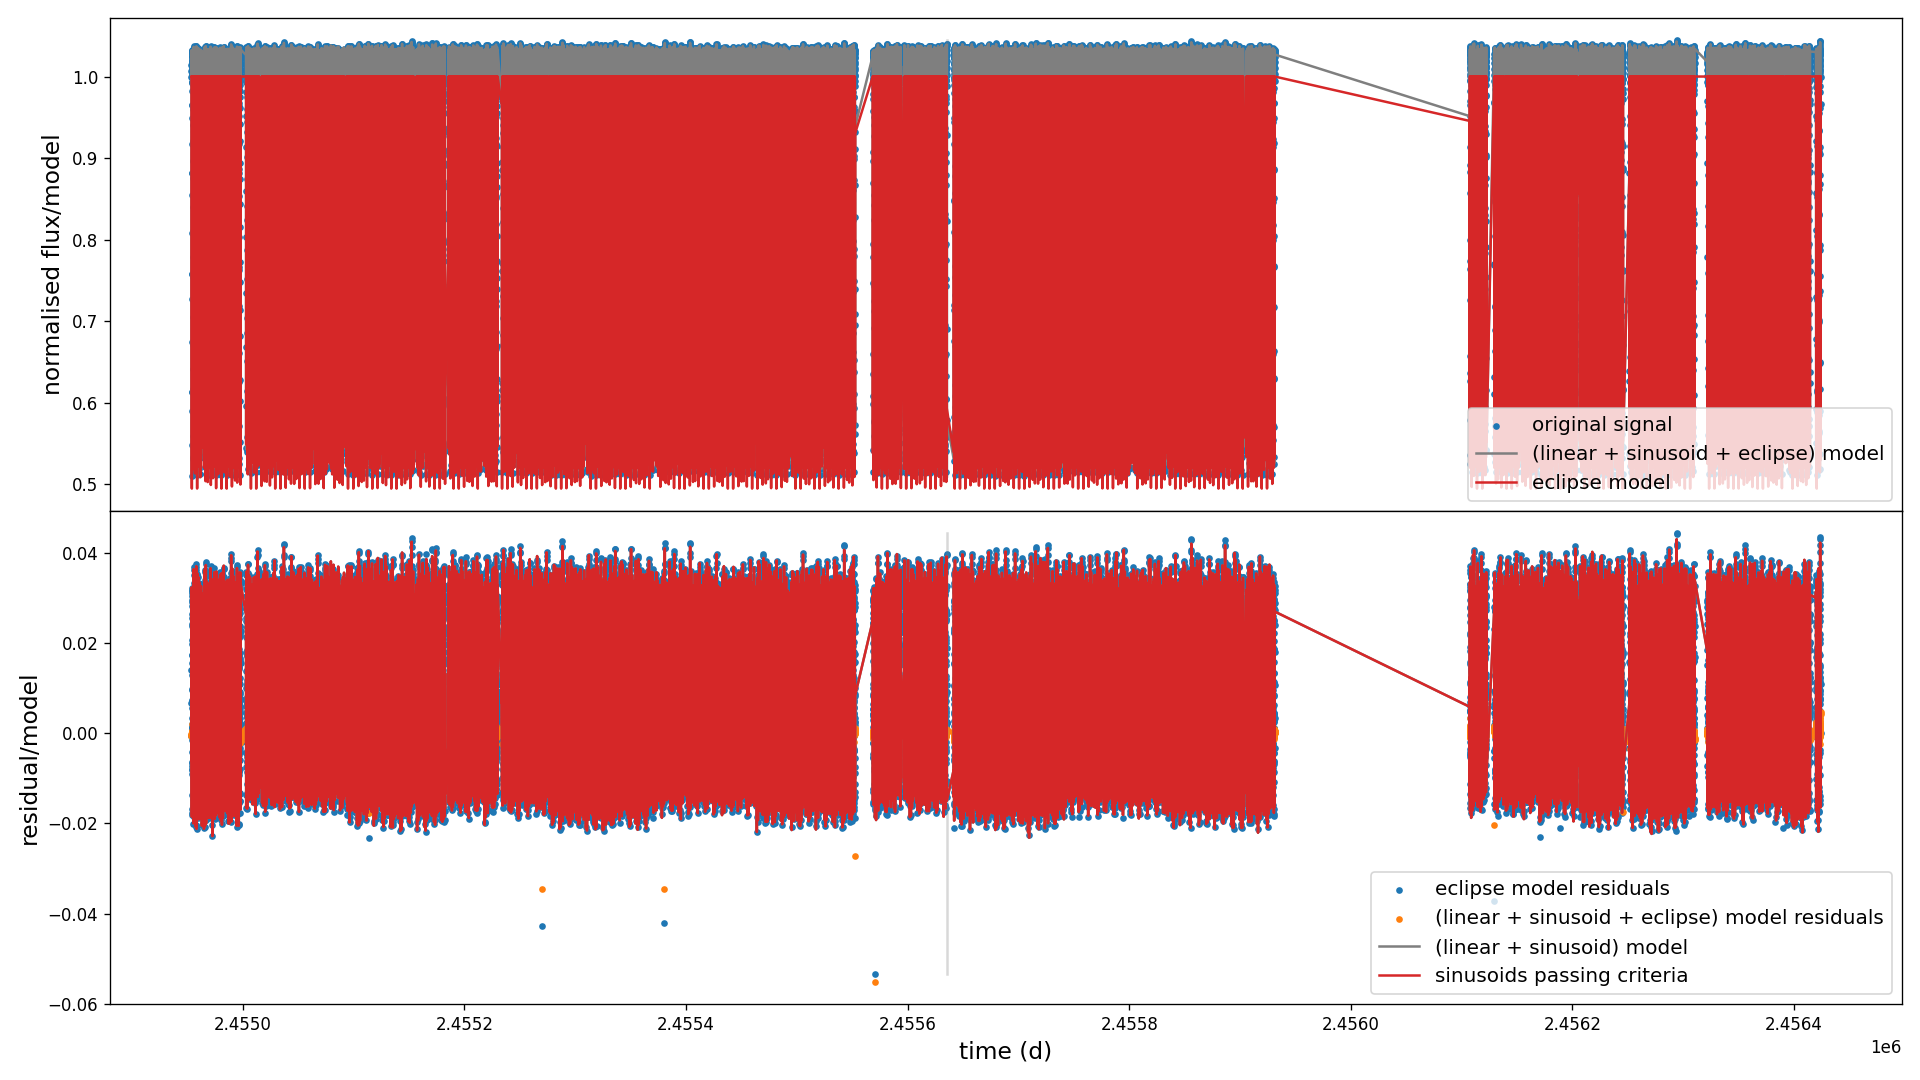 normalised flux/model
1.0
0.9
0.8
0.7
0.6
0.5
original signal
(linear + sinusoid + eclipse) model
eclipse model
residual/model
0.04
0.02
0.00
−0.02
−0.04
−0.06
eclipse model residuals
(linear + sinusoid + eclipse) model residuals
(linear + sinusoid) model
sinusoids passing criteria
2.4550
2.4552
2.4554
2.4556
2.4558
2.4560
2.4562
2.4564
1e6
time (d)